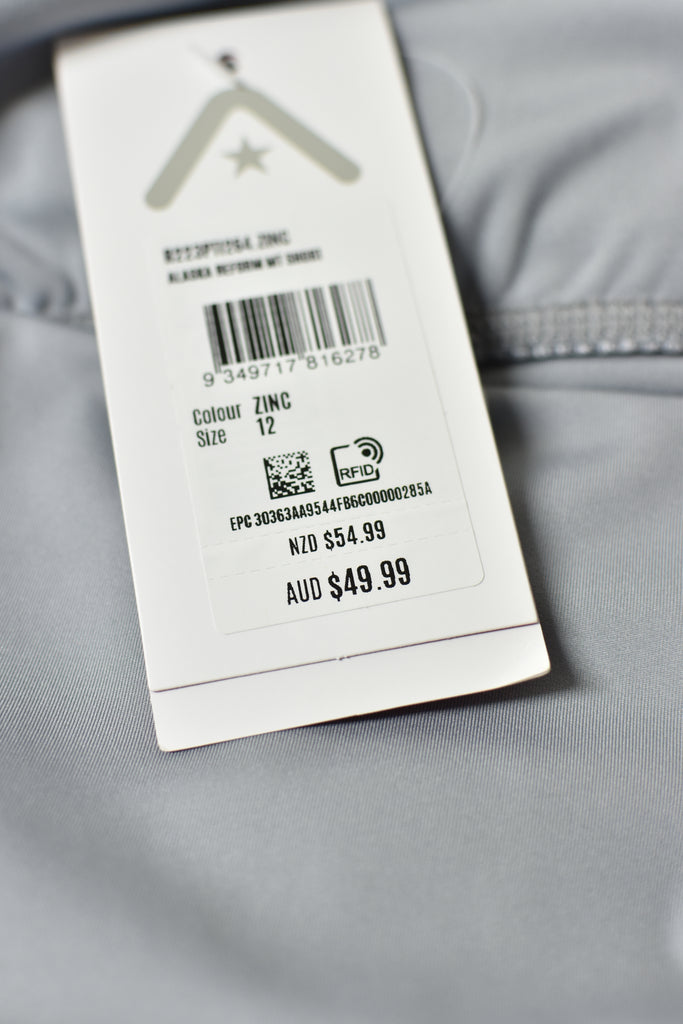 ALASKA REFORM MT SHORT
9 349717 816278
Colour ZINC
Size 12
RFID
EPC 30363AA9544FB6C00000285A
NZD $54.99
AUD $49.99